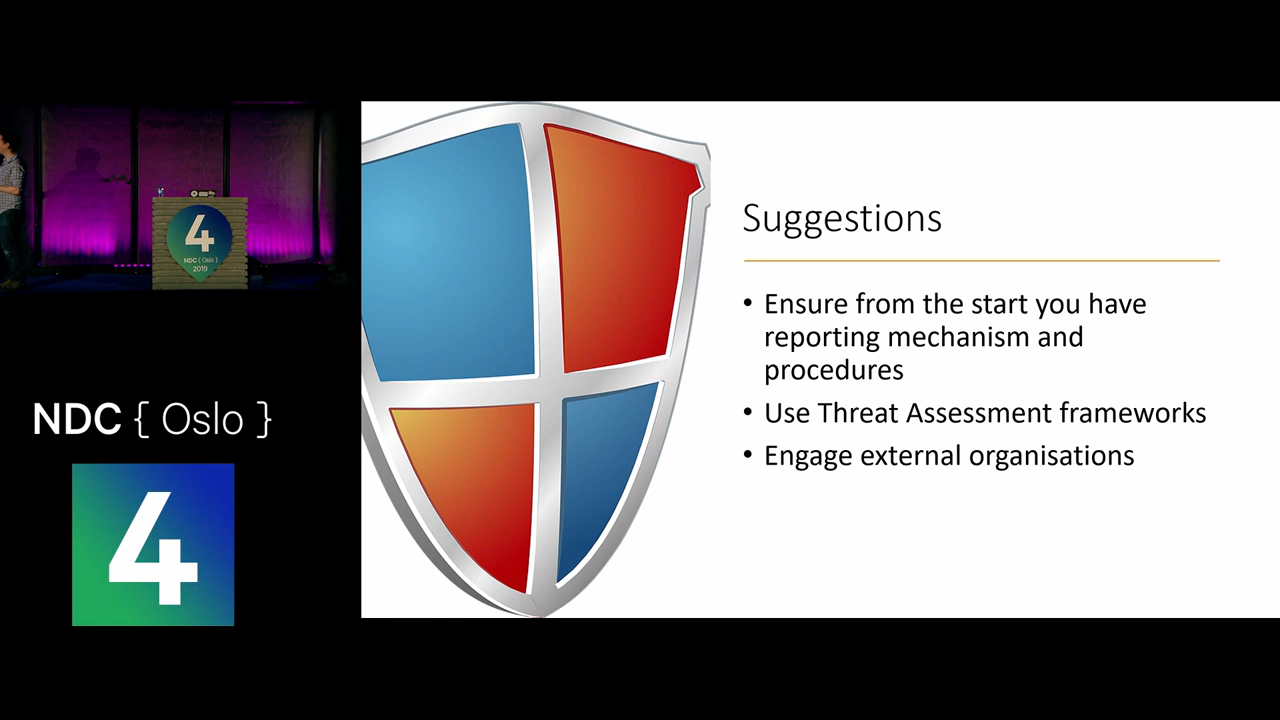 4
NDC { Oslo }
2019
NDC { Oslo }
4
Suggestions
• Ensure from the start you have
reporting mechanism and
procedures
• Use Threat Assessment frameworks
• Engage external organisations